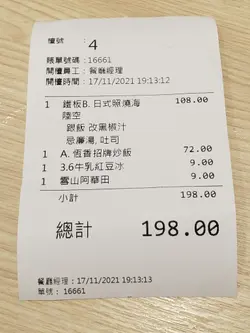 檯號： 4
賬單號碼：16661
開檯員工：餐廳經理
開檯時間：17/11/2021 19:13:12
1 鐵板B. 日式照燒海陸空 108.00
銀飯 改黑椒汁
忌廉湯, 吐司
1 A. 恆香招牌炒飯 72.00
1 3.6牛乳紅豆冰 9.00
1 雪山阿華田 9.00
小計 198.00
總計 198.00
餐廳經理：17/11/2021 19:13:13
單號： 16661